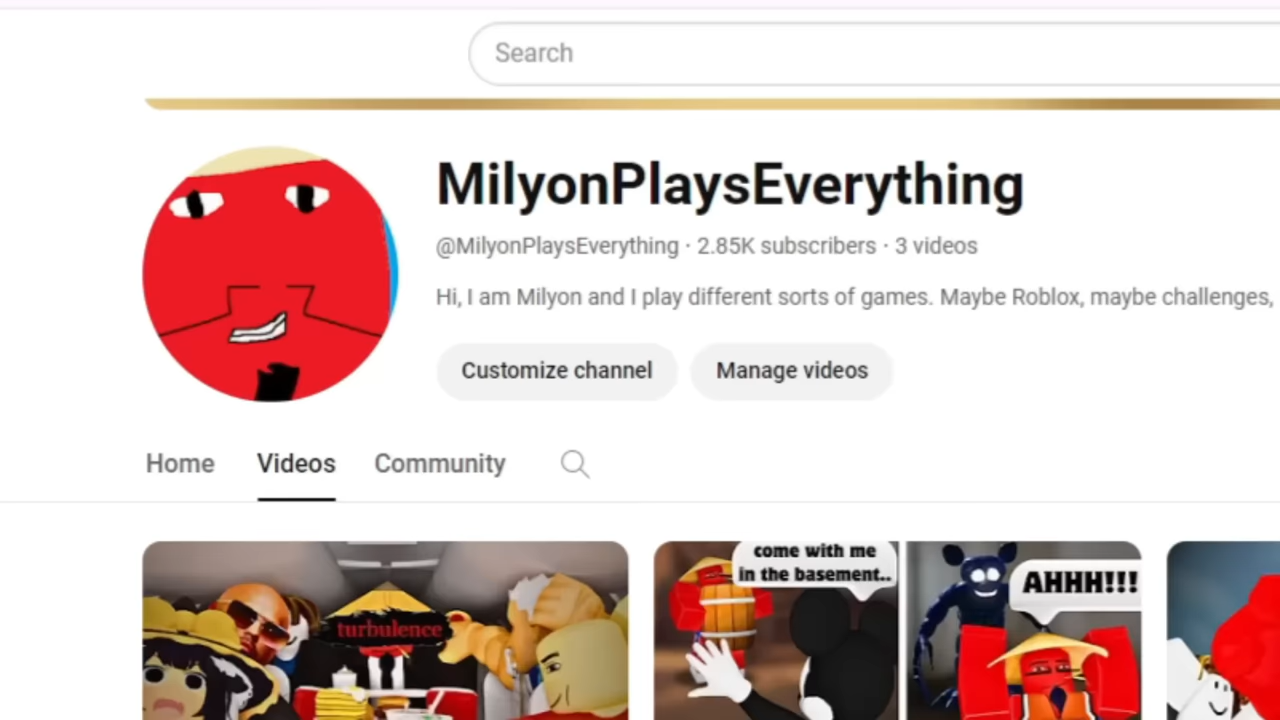 Search
MilyonPlaysEverything
@MilyonPlaysEverything · 2.85K subscribers · 3 videos
Hi, I am Milyon and I play different sorts of games. Maybe Roblox, maybe challenges,
Customize channel Manage videos
Home Videos Community
come with me
in the basement..
AHHH!!!
turbulence